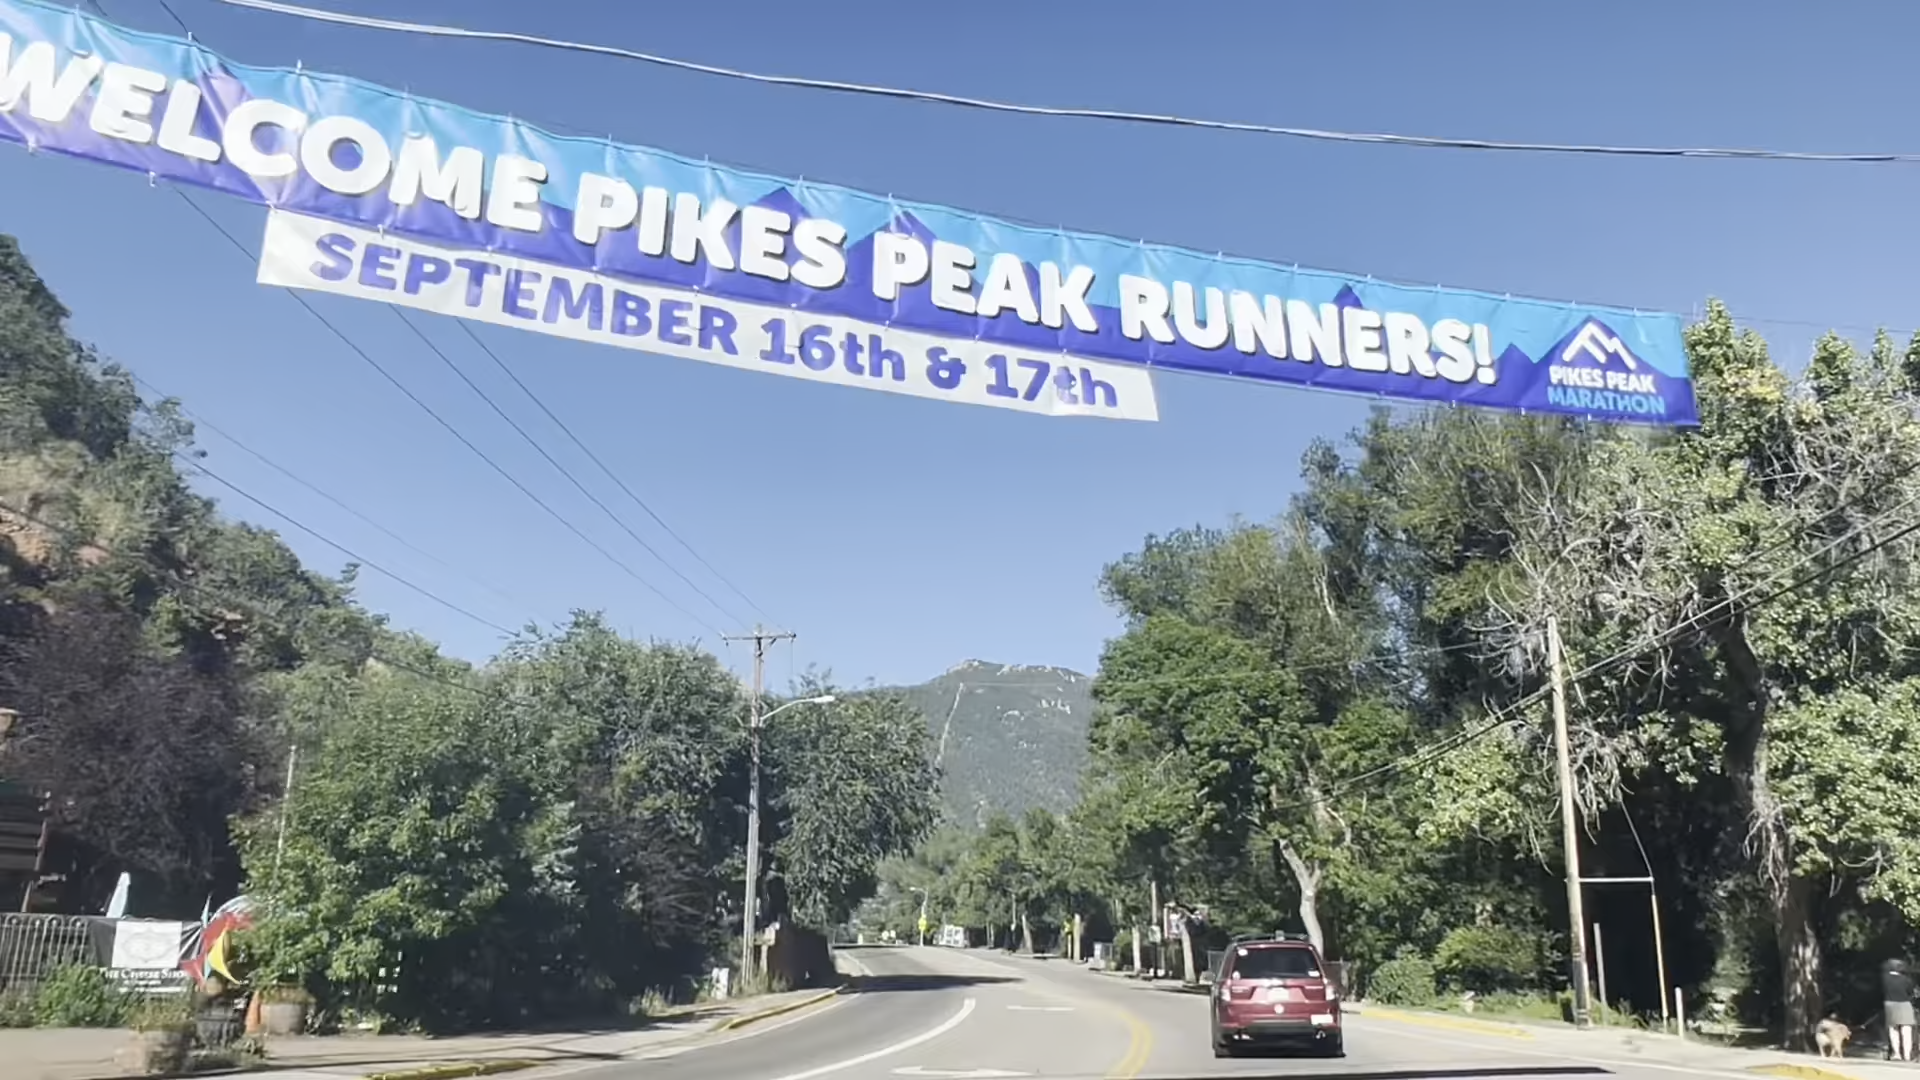 WELCOME PIKES PEAK RUNNERS!
SEPTEMBER 16th & 17th
PIKES PEAK
MARATHON